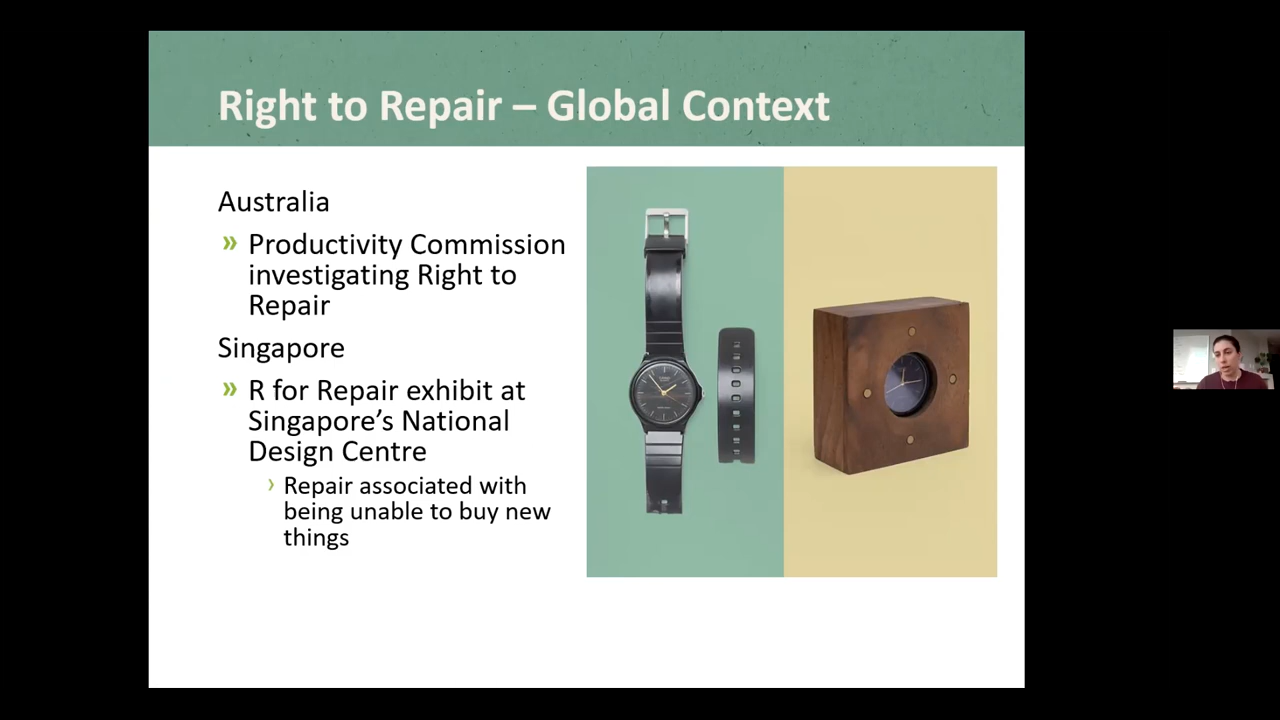 Right to Repair – Global Context
Australia
» Productivity Commission
investigating Right to
Repair
Singapore
» R for Repair exhibit at
Singapore’s National
Design Centre
› Repair associated with
being unable to buy new
things